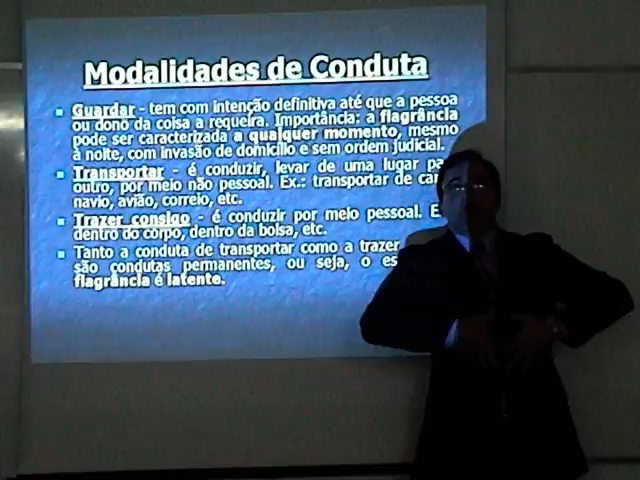 Modalidades de Conduta
Guardar - tem com intenção definitiva até que a pessoa
ou dono da coisa a requeira. Importância: a flagrância
pode ser caracterizada a qualquer momento, mesmo
à noite, com invasão de domicílio e sem ordem judicial.
Transportar - é conduzir, levar de uma lugar pa
outro, por meio não pessoal. Ex.: transportar de car
navio, avião, correio, etc.
Trazer consigo - é conduzir por meio pessoal. E
dentro do corpo, dentro da bolsa, etc.
Tanto a conduta de transportar como a trazer
são condutas permanentes, ou seja, o es
flagrância é latente.